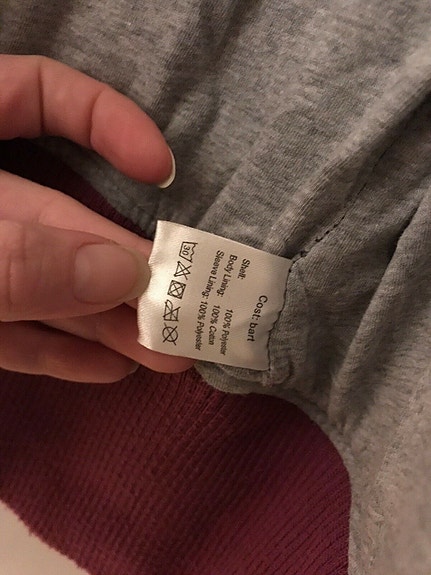 Cost: bart
Shell: 100% Polyester
Body Lining: 100% Cotton
Sleeve Lining: 100% Polyester
30